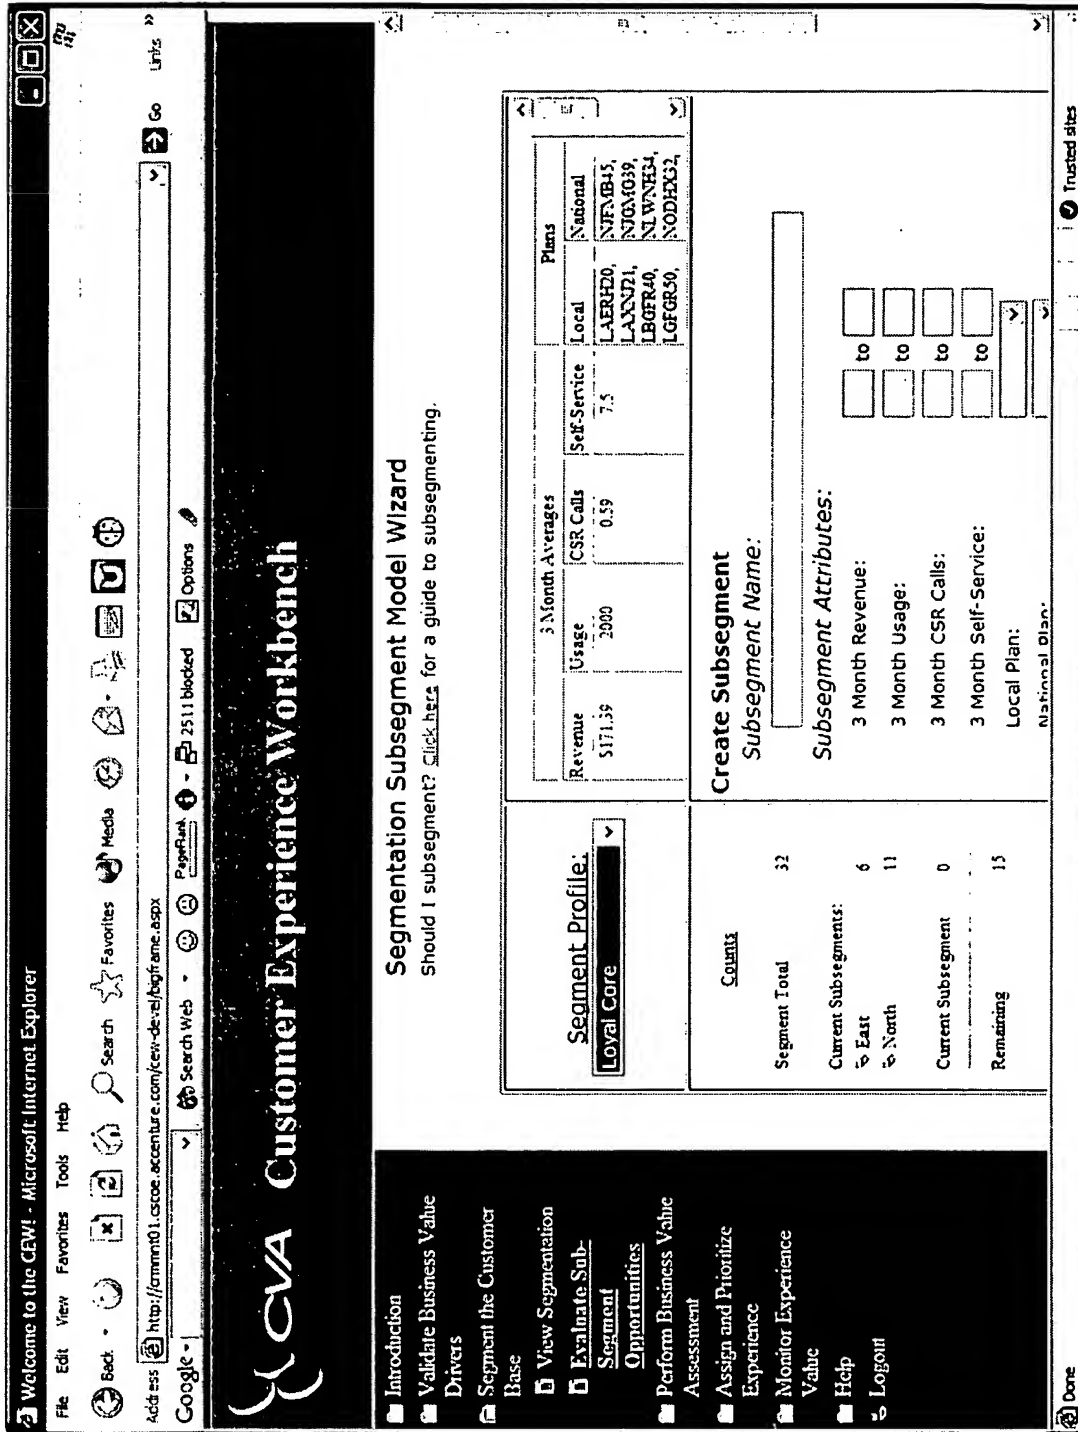 Welcome to the CEW! - Microsoft Internet Explorer
File Edit View Favorites Tools Help
Back Search Favorites Media
Address http://crmnt01.cscoe.accenture.com/cew-devel/bigframe.aspx Go Links »
Google Search Web PageRank 2511 blocked Options
CVA Customer Experience Workbench
Introduction
Validate Business Value
Drivers
Segment the Customer
Base
View Segmentation
Evaluate Sub-
Segment
Opportunities
Perform Business Value
Assessment
Assign and Prioritize
Experience
Monitor Experience
Value
Help
Logout
Segmentation Subsegment Model Wizard
Should I subsegment? Click here for a guide to subsegmenting.
Segment Profile:
Loyal Core
3 Month Averages Plans
Revenue Usage CSR Calls Self-Service Local National
$171.39 2000 0.59 7.5 LAERH20, NJFMB45,
LAXNJ21, NJGMO39,
LBGFR40, NLWNH34,
LGFGR50, NODHX32,
Counts
Segment Total 32
Current Subsegments:
East 6
North 11
Current Subsegment 0
Remaining 15
Create Subsegment
Subsegment Name:
Subsegment Attributes:
3 Month Revenue: to
3 Month Usage: to
3 Month CSR Calls: to
3 Month Self-Service: to
Local Plan:
National Plan:
Done Trusted sites